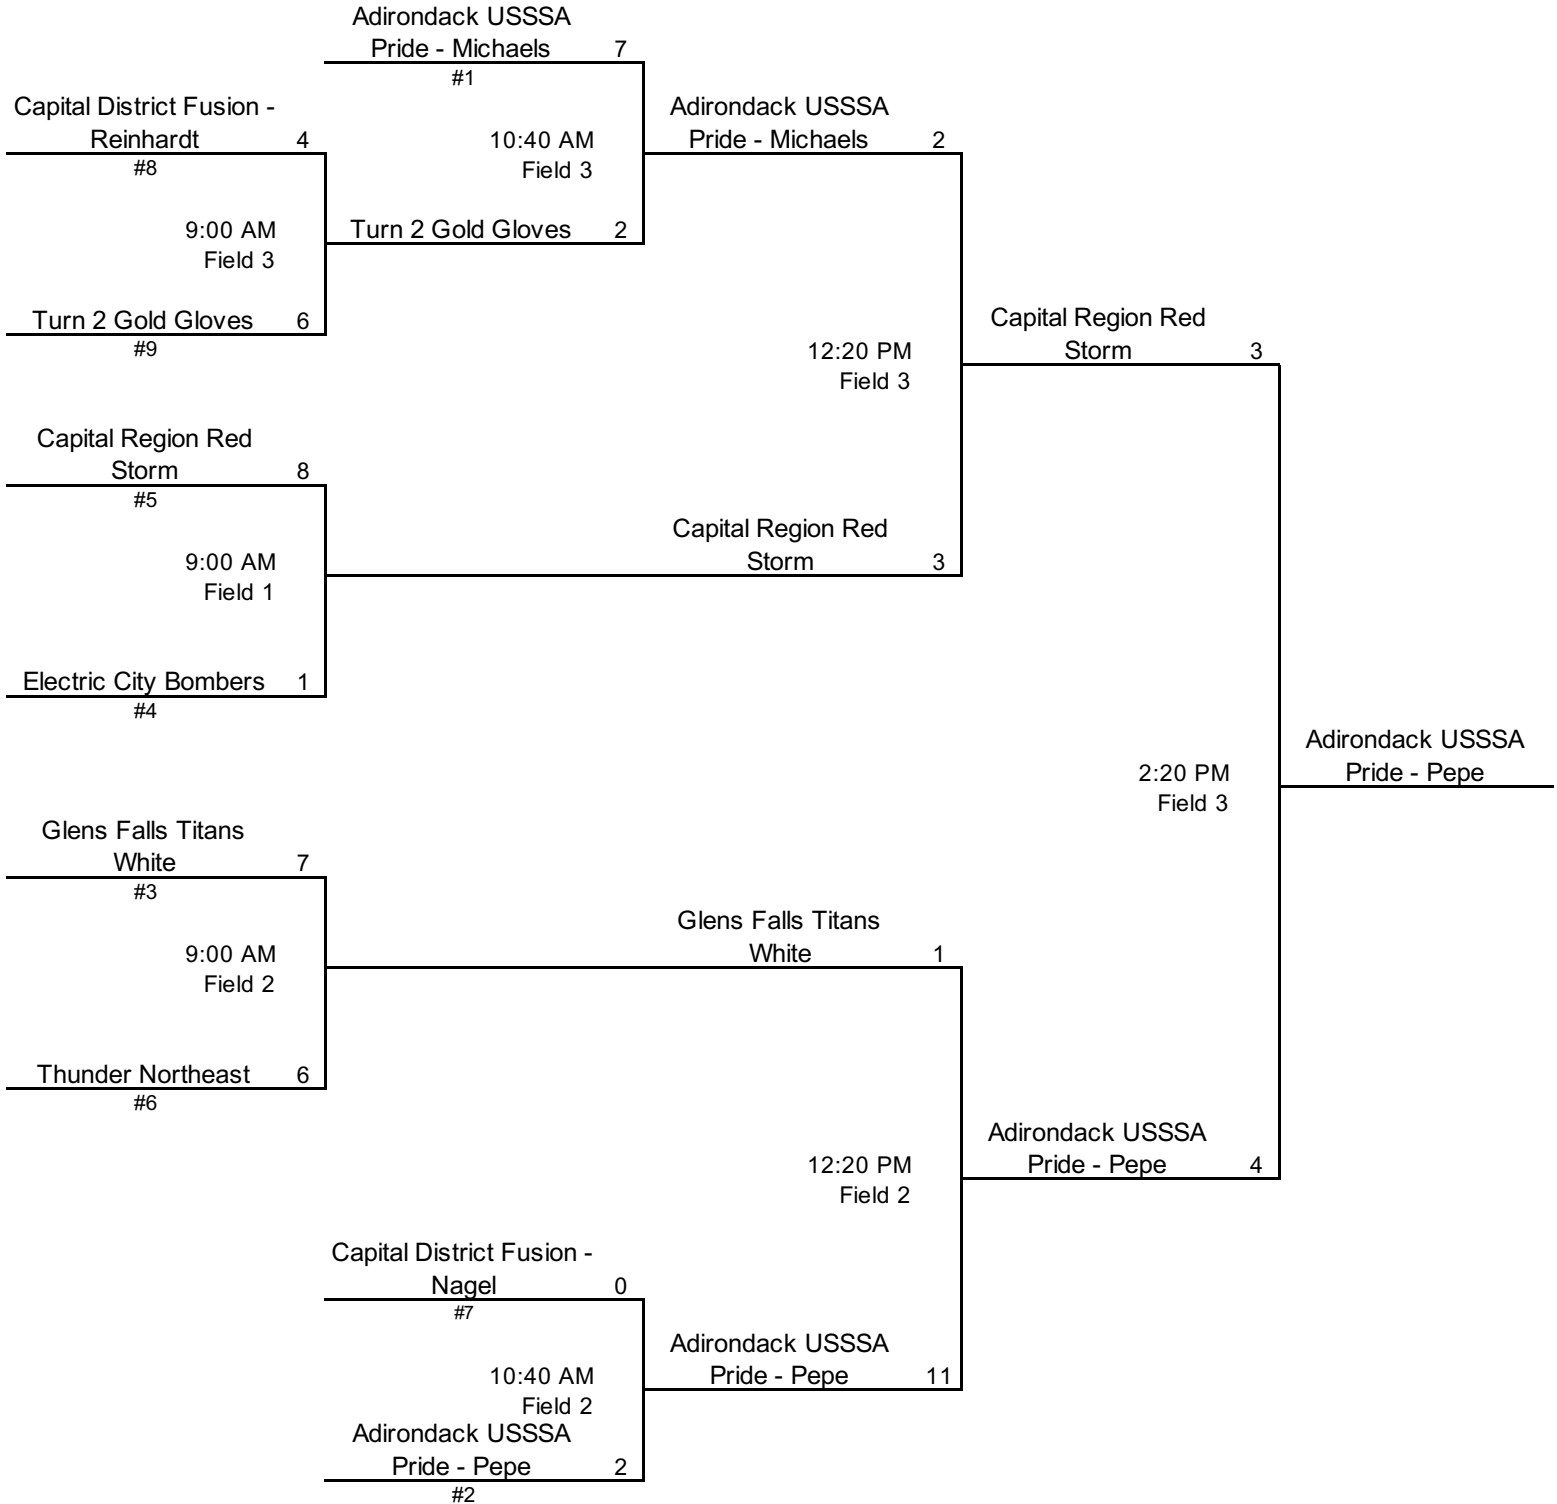 Adirondack USSSA
Pride - Michaels 7
#1
Capital District Fusion -
Reinhardt 4
#8
10:40 AM
Field 3
Adirondack USSSA
Pride - Michaels 2
9:00 AM
Field 3
Turn 2 Gold Gloves 2
Turn 2 Gold Gloves 6
#9
12:20 PM
Field 3
Capital Region Red
Storm 3
Capital Region Red
Storm 8
#5
9:00 AM
Field 1
Capital Region Red
Storm 3
Electric City Bombers 1
#4
2:20 PM
Field 3
Adirondack USSSA
Pride - Pepe
Glens Falls Titans
White 7
#3
9:00 AM
Field 2
Glens Falls Titans
White 1
Thunder Northeast 6
#6
12:20 PM
Field 2
Adirondack USSSA
Pride - Pepe 4
Capital District Fusion -
Nagel 0
#7
10:40 AM
Field 2
Adirondack USSSA
Pride - Pepe 11
Adirondack USSSA
Pride - Pepe 2
#2